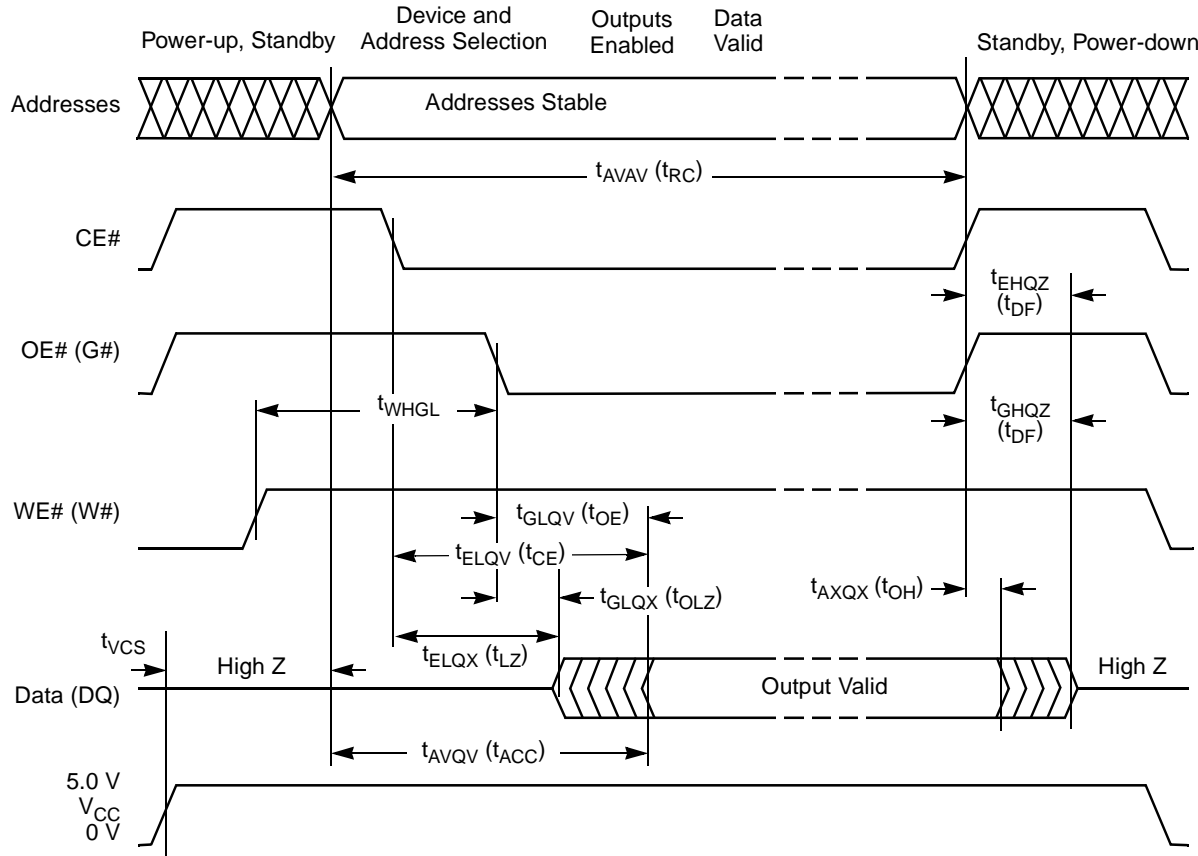 Device and
Address Selection
Outputs
Enabled
Data
Valid
Power-up, Standby
Standby, Power-down
Addresses
Addresses Stable
tAVAV (tRC)
CE#
tEHQZ
(tDF)
OE# (G#)
tWHGL
tGHQZ
(tDF)
WE# (W#)
tGLQV (tOE)
tELQV (tCE)
tAXQX (tOH)
tGLQX (tOLZ)
tVCS
High Z
tELQX (tLZ)
High Z
Data (DQ)
Output Valid
tAVQV (tACC)
5.0 V
VCC
0 V